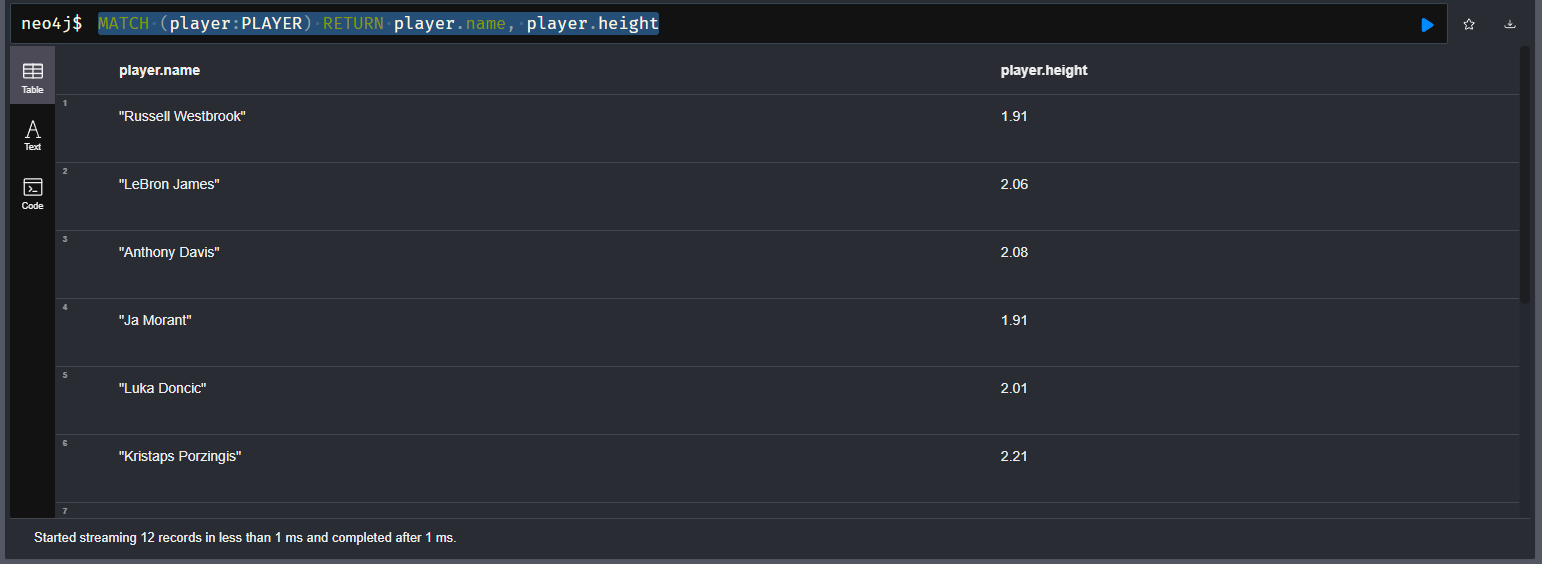 neo4j$ MATCH (player:PLAYER) RETURN player.name, player.height
Table
Text
Code
player.name player.height
1 "Russell Westbrook" 1.91
2 "LeBron James" 2.06
3 "Anthony Davis" 2.08
4 "Ja Morant" 1.91
5 "Luka Doncic" 2.01
6 "Kristaps Porzingis" 2.21
7
Started streaming 12 records in less than 1 ms and completed after 1 ms.